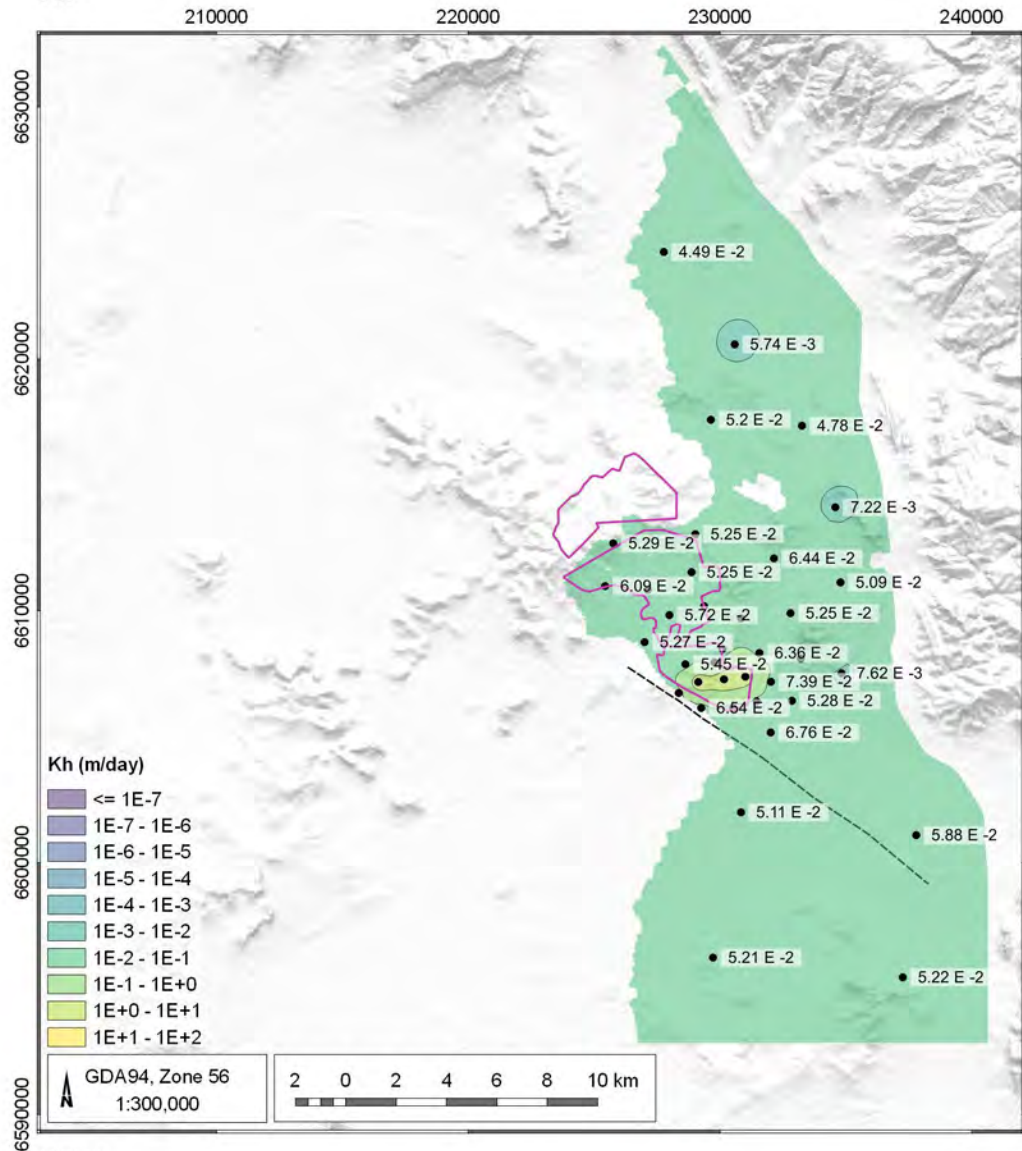 210000
220000
230000
240000
6630000
6620000
6610000
6600000
6590000
4.49 E -2
5.74 E -3
5.2 E -2
4.78 E -2
7.22 E -3
5.25 E -2
5.29 E -2
6.44 E -2
5.25 E -2
5.09 E -2
6.09 E -2
5.72 E -2
5.25 E -2
5.27 E -2
6.36 E -2
5.45 E -2
7.62 E -3
7.39 E -2
5.28 E -2
6.54 E -2
6.76 E -2
5.11 E -2
5.88 E -2
5.21 E -2
5.22 E -2
Kh (m/day)
<= 1E-7
1E-7 - 1E-6
1E-6 - 1E-5
1E-5 - 1E-4
1E-4 - 1E-3
1E-3 - 1E-2
1E-2 - 1E-1
1E-1 - 1E+0
1E+0 - 1E+1
1E+1 - 1E+2
N
GDA94, Zone 56
1:300,000
2 0 2 4 6 8 10 km